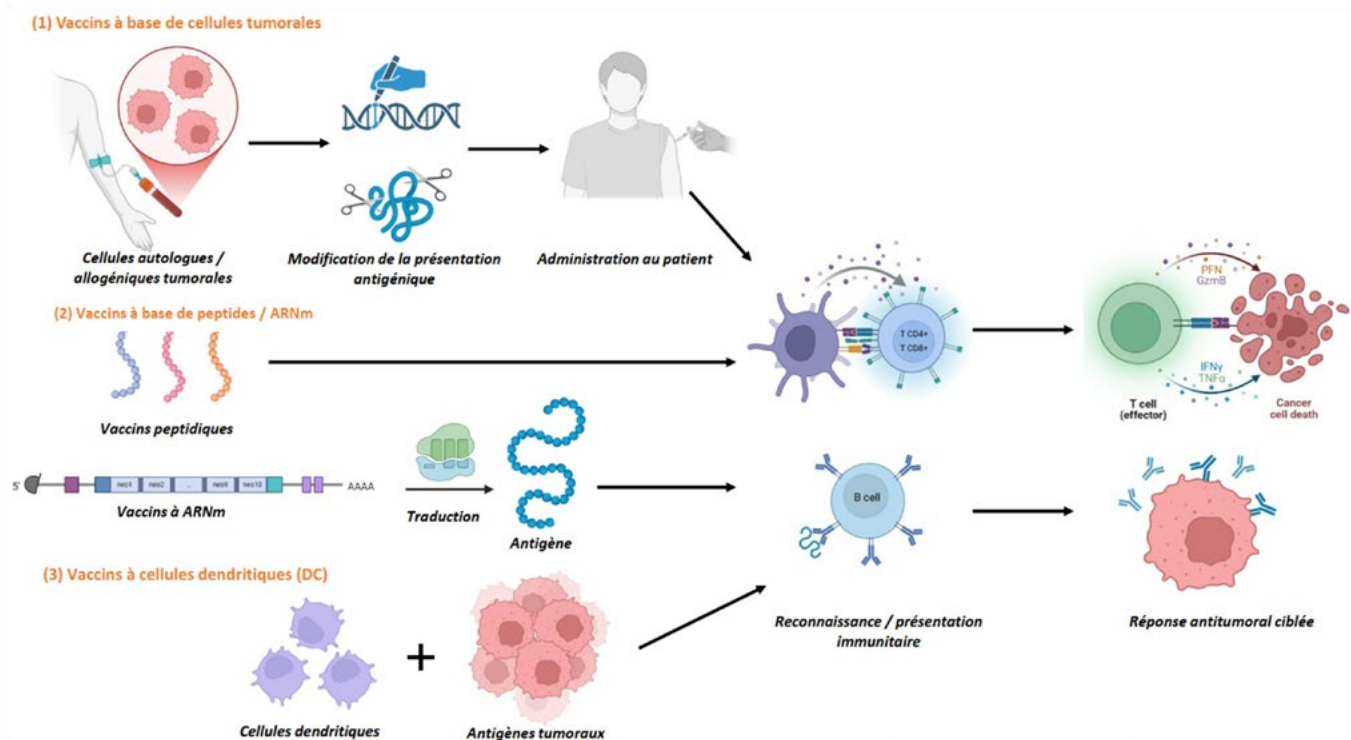 (1) Vaccins à base de cellules tumorales
Cellules autologues /
allogéniques tumorales
Modification de la présentation
antigénique
Administration au patient
T CD4+
T CD8+
PFN
GzmB
IFNγ
TNFα
T cell
(effector)
Cancer
cell death
(2) Vaccins à base de peptides / ARNm
Vaccins peptidiques
5'
neo1
neo2
...
neo9
neo10
AAAA
Vaccins à ARNm
Traduction
Antigène
B cell
Reconnaissance / présentation
immunitaire
Réponse antitumoral ciblée
(3) Vaccins à cellules dendritiques (DC)
+
Cellules dendritiques
Antigènes tumoraux